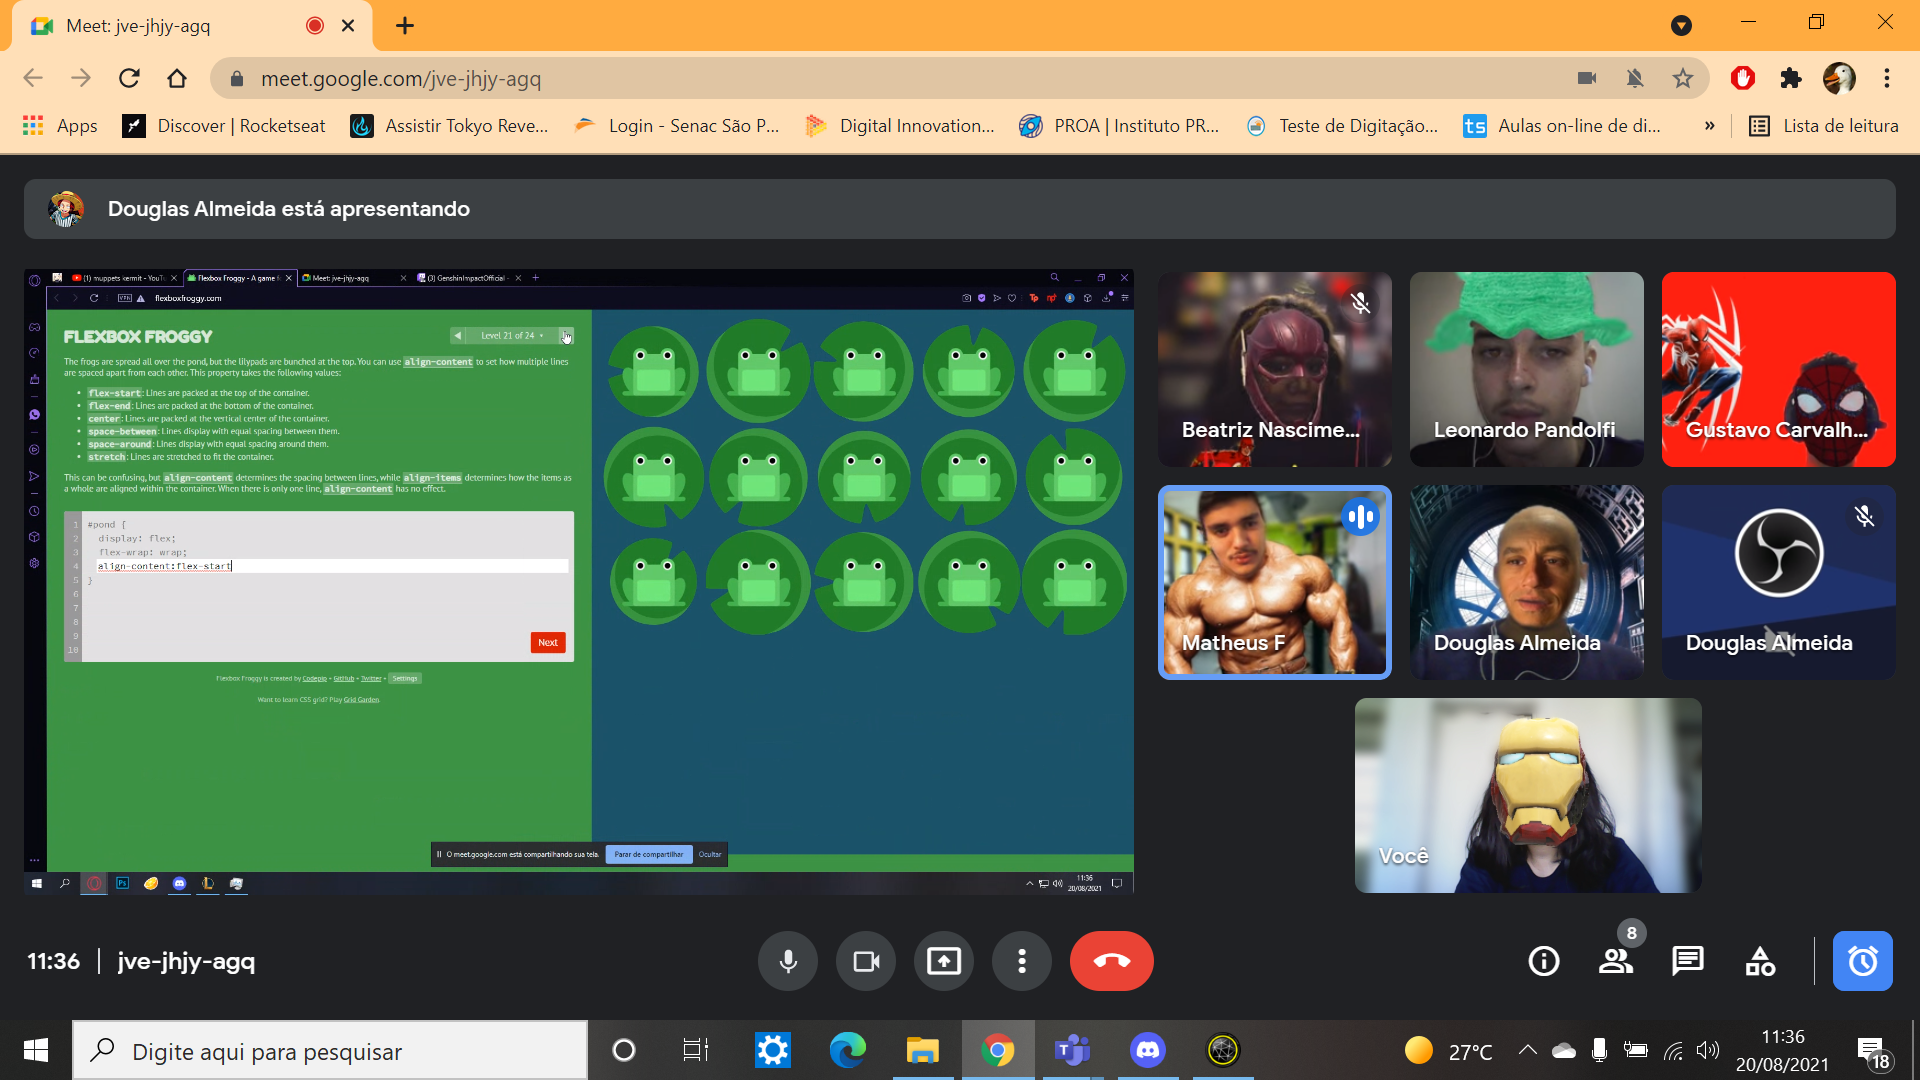 Meet: jve-jhjy-agq
meet.google.com/jve-jhjy-agq
Apps
Discover | Rocketseat
Assistir Tokyo Reve...
Login - Senac São P...
Digital Innovation...
PROA | Instituto PR...
ts
Teste de Digitação...
Aulas on-line de di...
»
Lista de leitura
Douglas Almeida está apresentando
(1) muppets kermit - YouTu
Flexbox Froggy - A game f
Meet: jve-jhjy-agq
(3) GenshinImpactOfficial -
VPN
flexboxfroggy.com
FLEXBOX FROGGY
Level 21 of 24
The frogs are spread all over the pond, but the lilypads are bunched at the top. You can use align-content to set how multiple lines
are spaced apart from each other. This property takes the following values:
• flex-start: Lines are packed at the top of the container.
• flex-end: Lines are packed at the bottom of the container.
• center: Lines are packed at the vertical center of the container.
• space-between: Lines display with equal spacing between them.
• space-around: Lines display with equal spacing around them.
• stretch: Lines are stretched to fit the container.
This can be confusing, but align-content determines the spacing between lines, while align-items determines how the items as
a whole are aligned within the container. When there is only one line, align-content has no effect.
1 #pond {
2 display: flex;
3 flex-wrap: wrap;
4 align-content:flex-start
5 }
6
7
8
9
10
Next
Flexbox Froggy is created by Codepip • GitHub • Twitter • Settings
Want to learn CSS grid? Play Grid Garden.
O meet.google.com está compartilhando sua tela.
Parar de compartilhar
Ocultar
Ps
11:36
20/08/2021
Beatriz Nascime...
Leonardo Pandolfi
Gustavo Carvalh...
Matheus F
Douglas Almeida
Douglas Almeida
Você
11:36 | jve-jhjy-agq
8
Digite aqui para pesquisar
27°C
11:36
20/08/2021
18